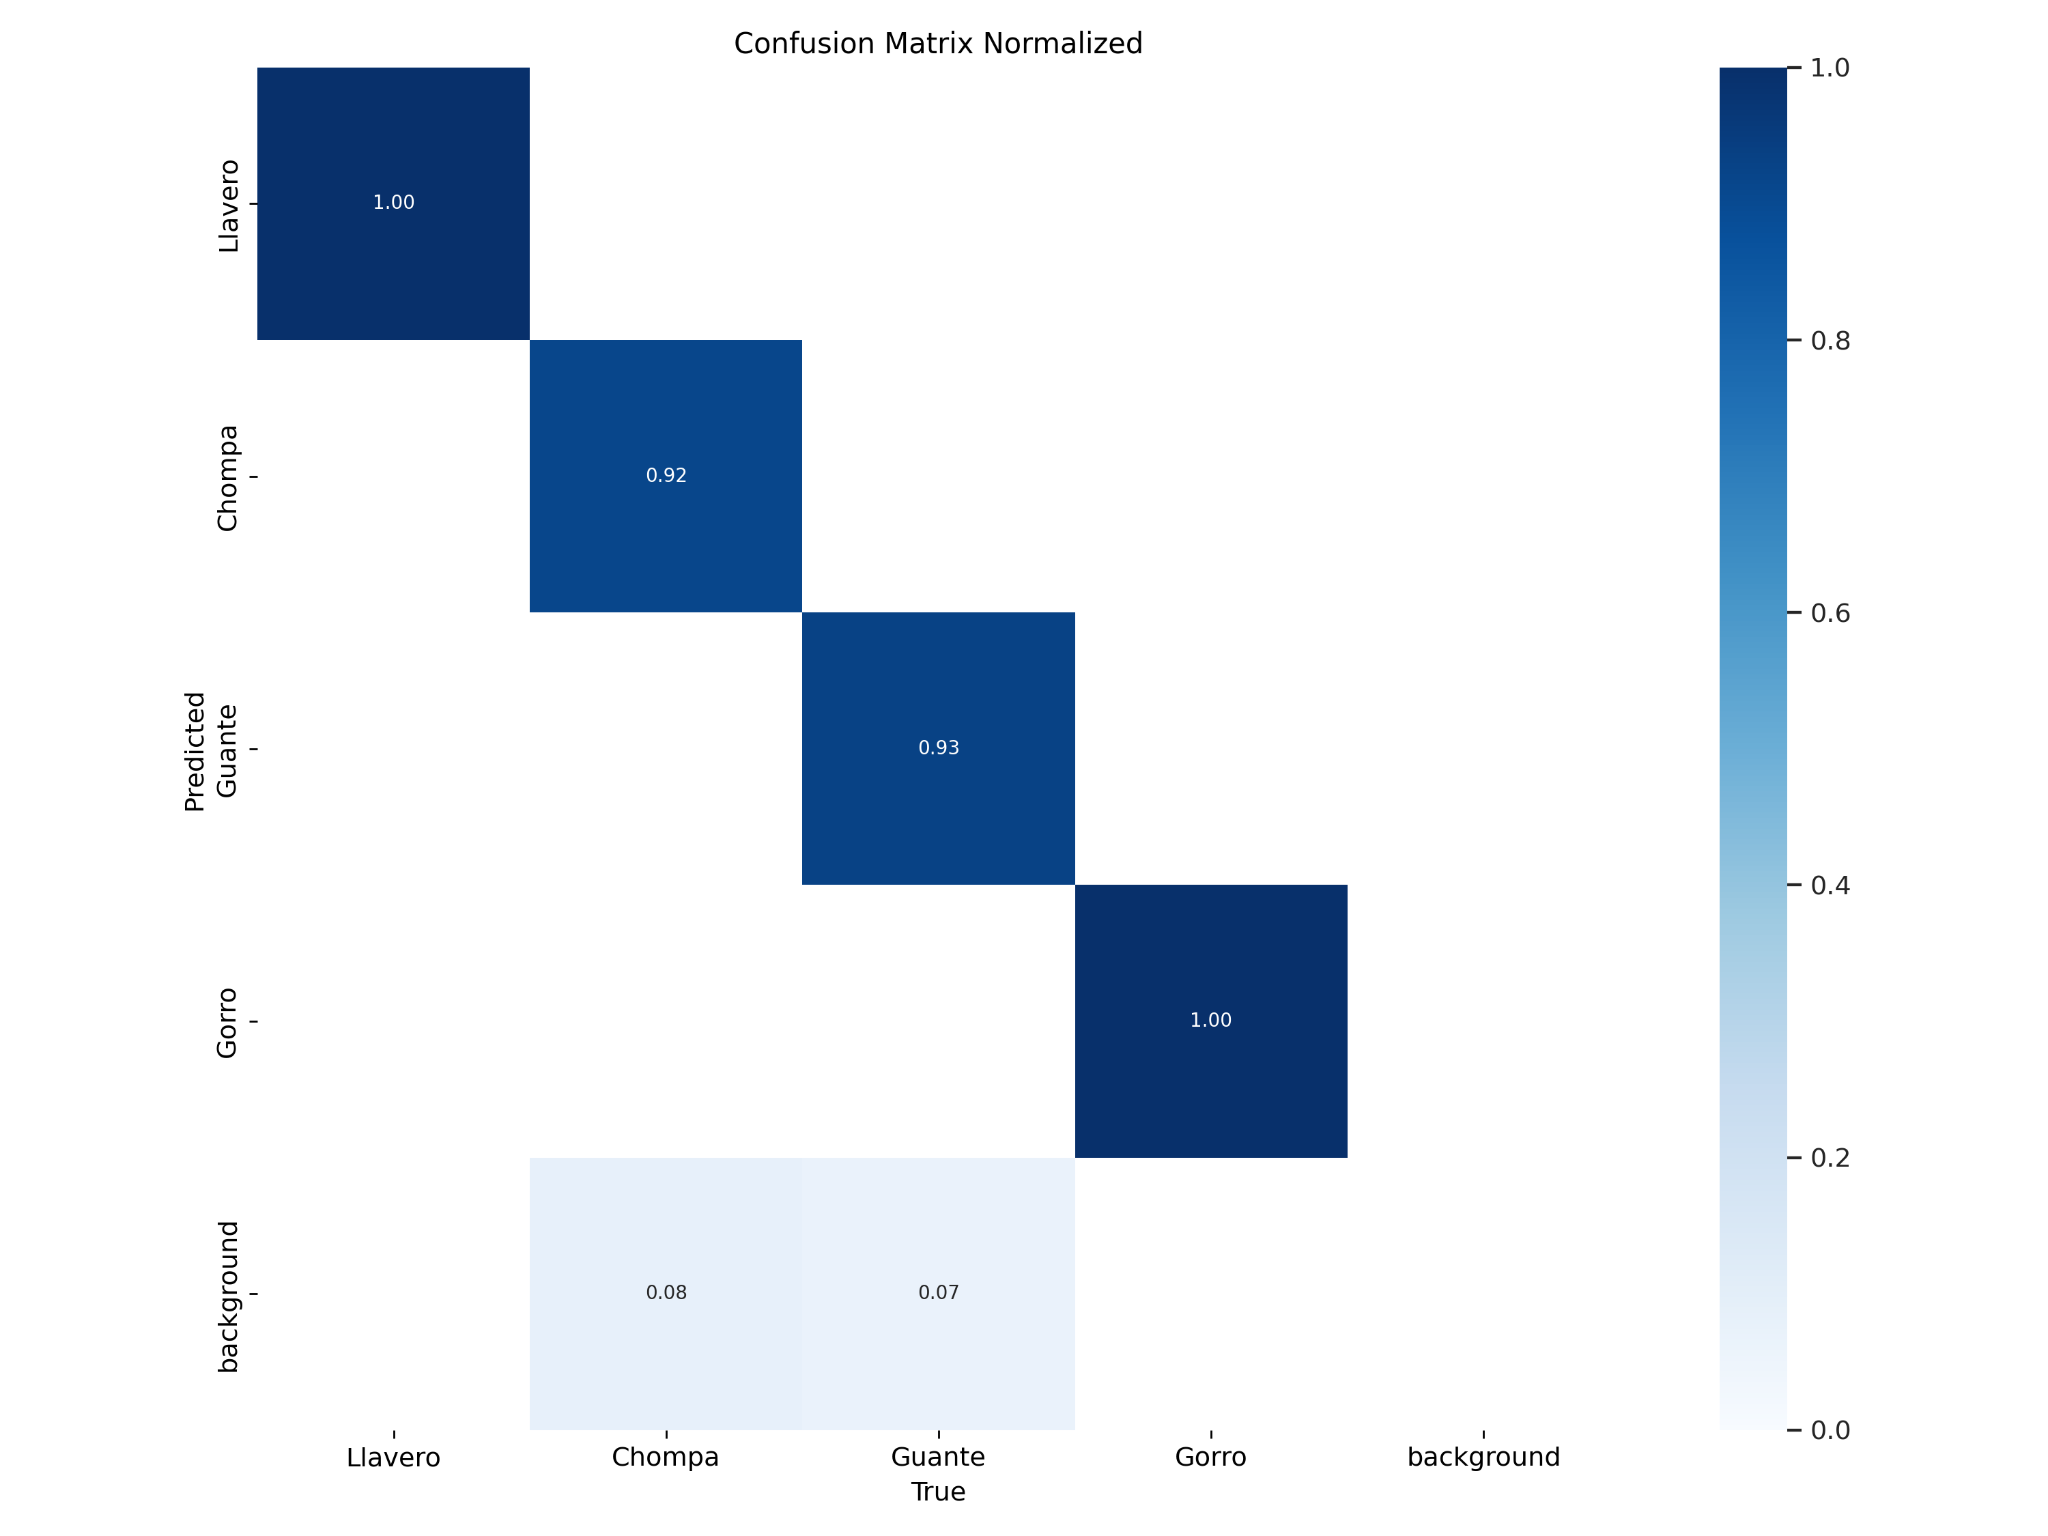 Confusion Matrix Normalized
Llavero
Chompa
Guante
Gorro
background
Predicted
1.00
0.92
0.93
1.00
0.08
0.07
Llavero
Chompa
Guante
Gorro
background
True
1.0
0.8
0.6
0.4
0.2
0.0